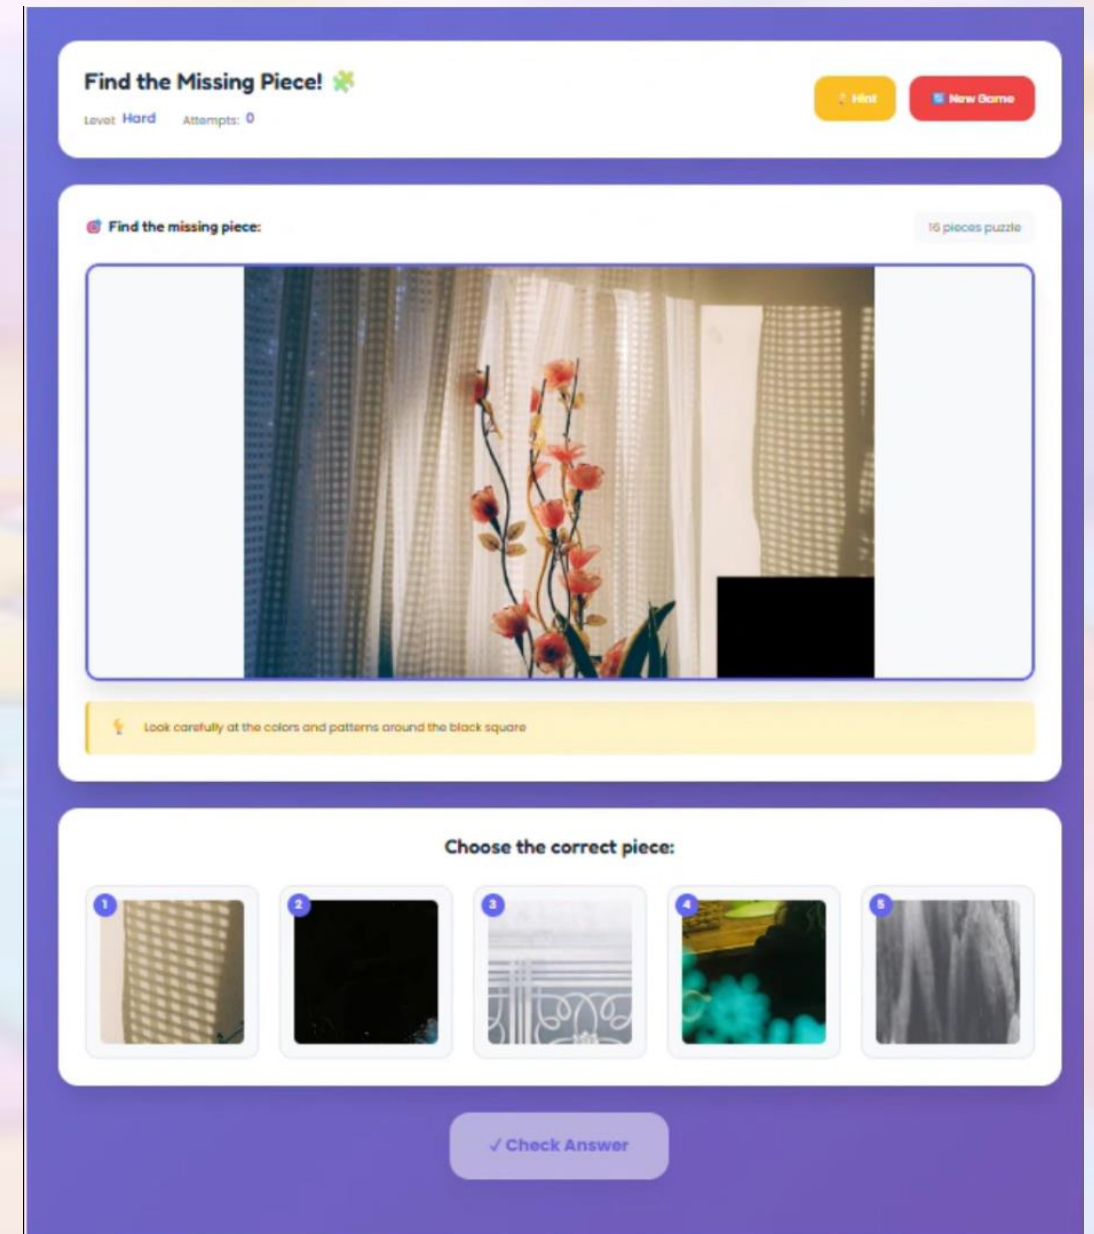 Find the Missing Piece!
Hint
New Game
Level: Hard Attempts: 0
Find the missing piece:
16 pieces puzzle
Look carefully at the colors and patterns around the black square
Choose the correct piece:
1
2
3
4
5
✓ Check Answer